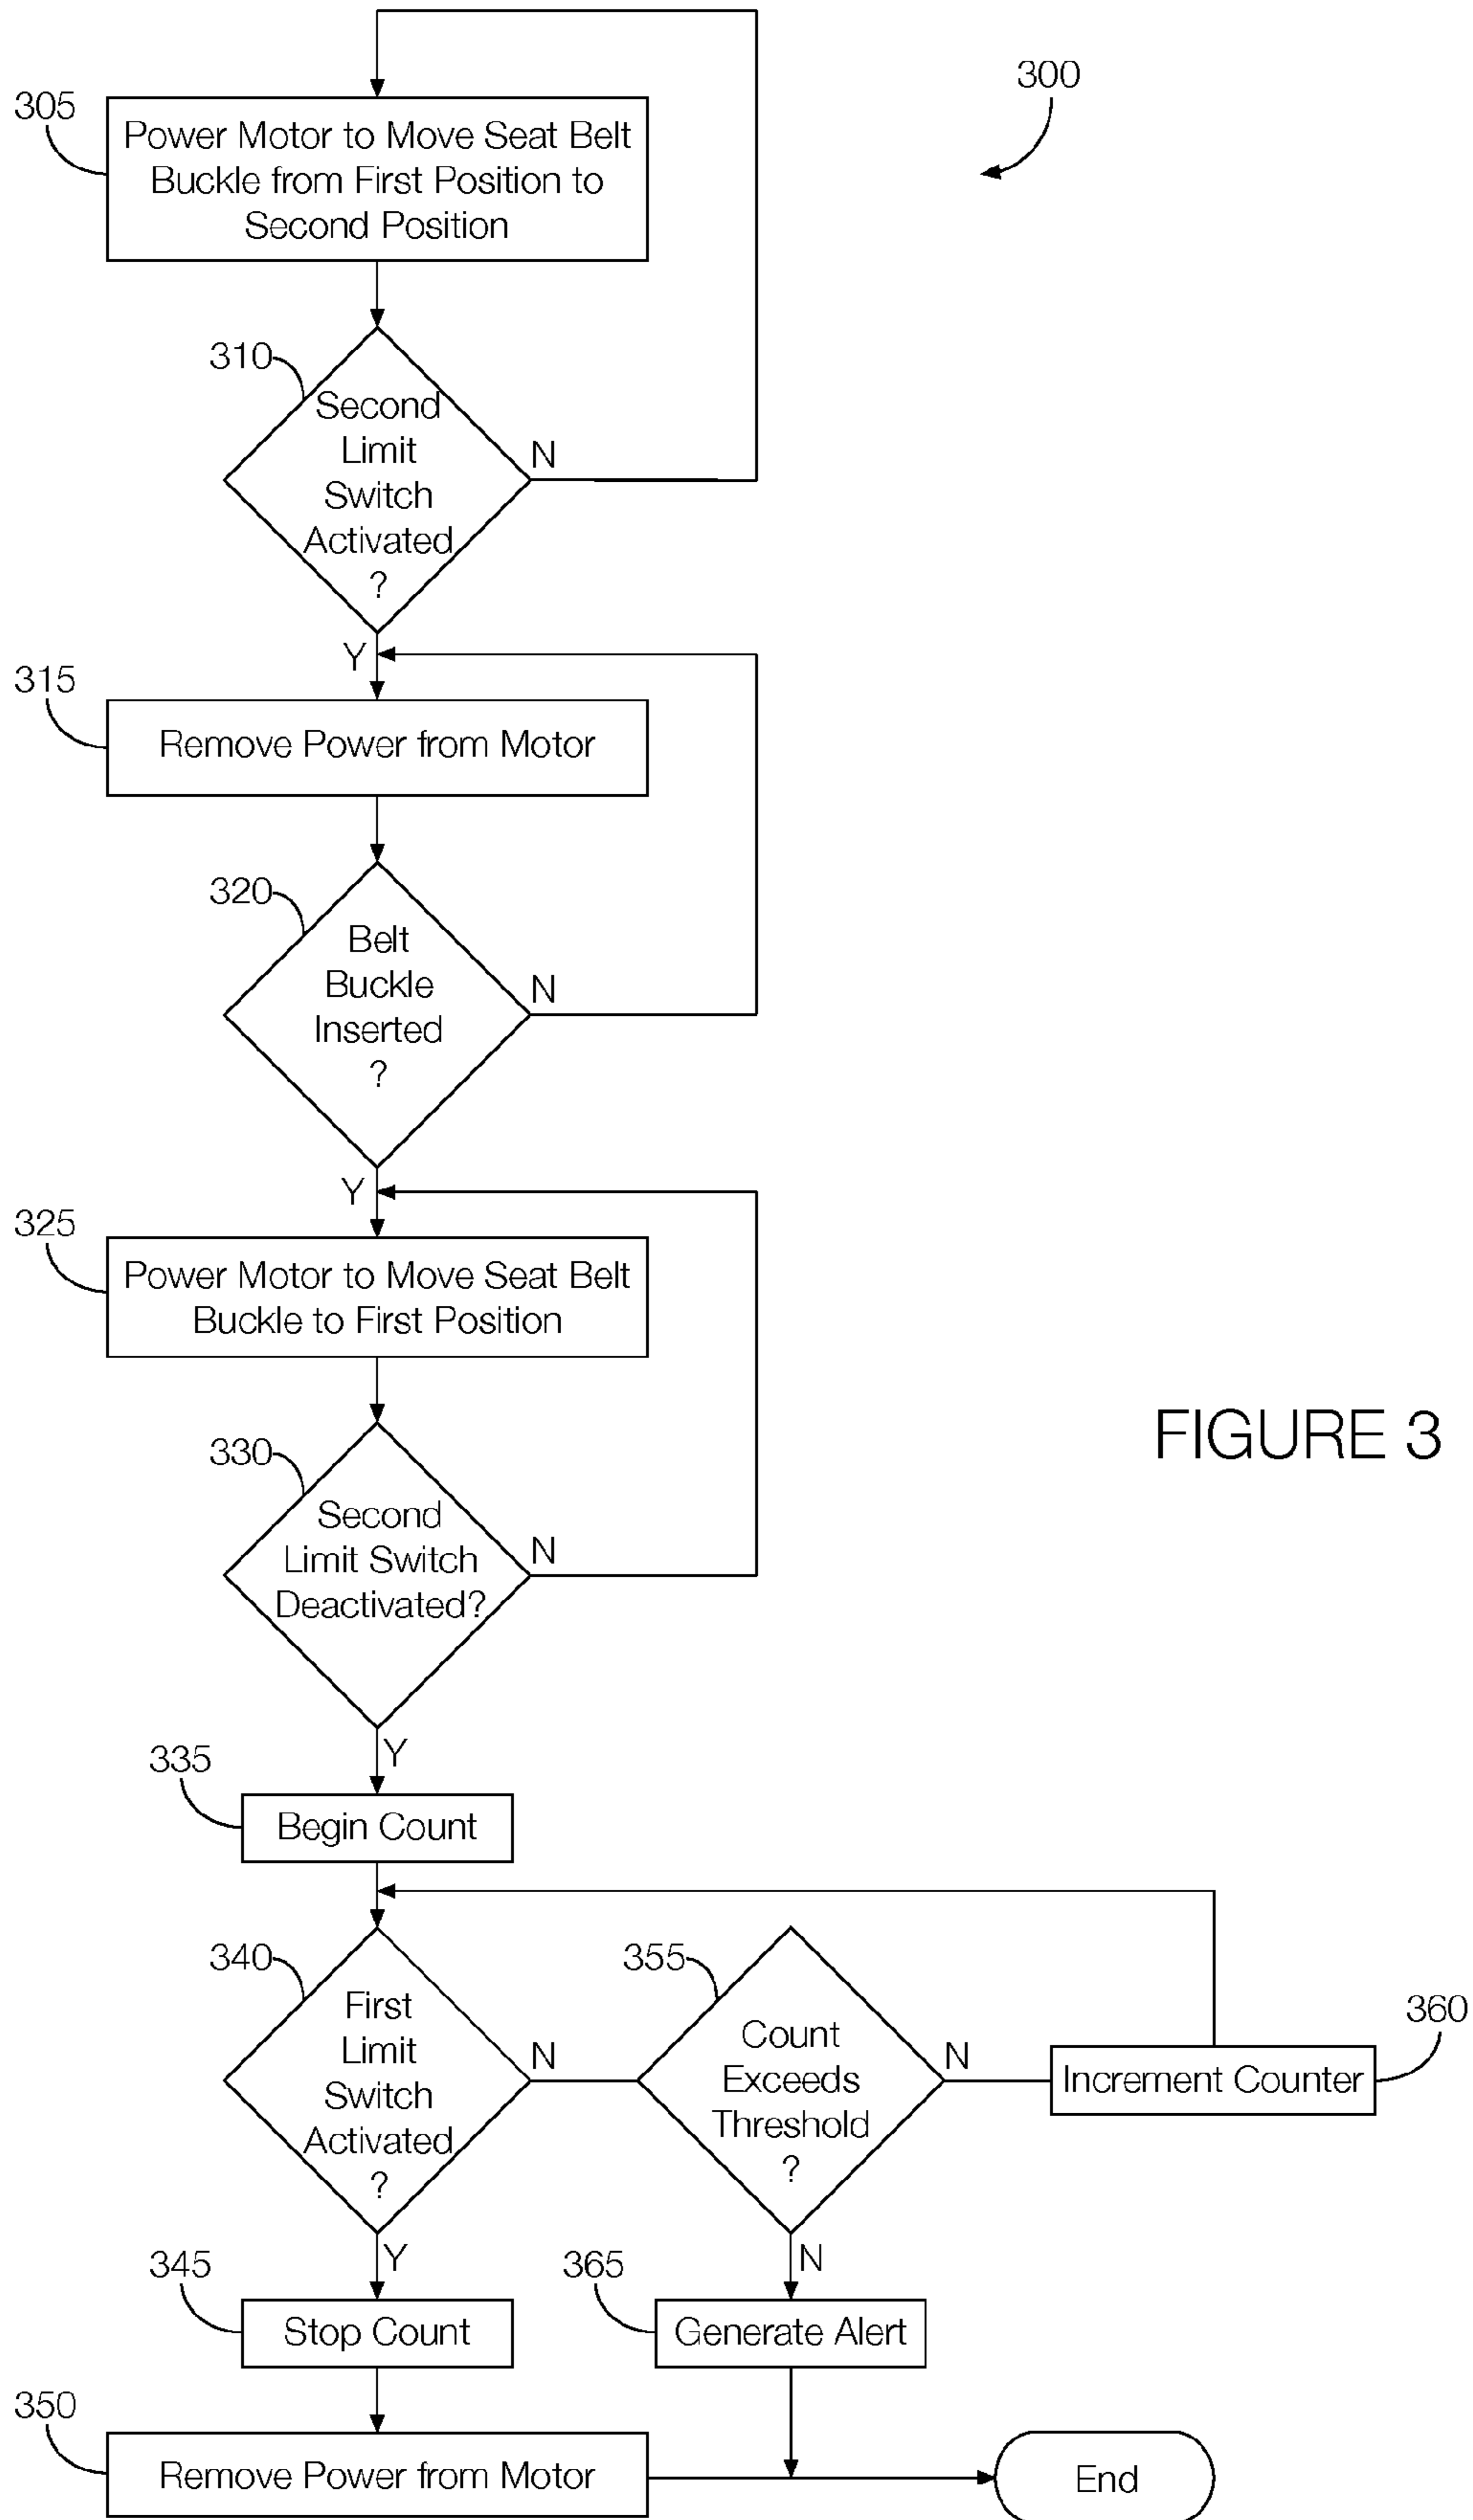 300
305
Power Motor to Move Seat Belt
Buckle from First Position to
Second Position
310
Second
Limit
Switch
Activated
?
N
Y
315
Remove Power from Motor
320
Belt
Buckle
Inserted
?
N
Y
325
Power Motor to Move Seat Belt
Buckle to First Position
330
Second
Limit Switch
Deactivated?
N
Y
FIGURE 3
335
Begin Count
340
First
Limit
Switch
Activated
?
N
Y
355
Count
Exceeds
Threshold
?
N
N
360
Increment Counter
345
Stop Count
365
Generate Alert
350
Remove Power from Motor
End